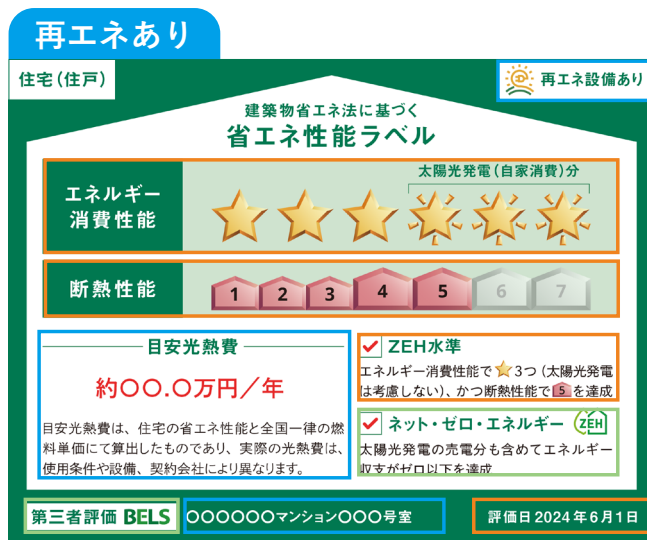 再エネあり
住宅（住戸）
再エネ設備あり
建築物省エネ法に基づく
省エネ性能ラベル
太陽光発電（自家消費）分
エネルギー
消費性能
断熱性能
1 2 3 4 5 6 7
目安光熱費
約〇〇.〇万円／年
目安光熱費は、住宅の省エネ性能と全国一律の燃
料単価にて算出したものであり、実際の光熱費は、
使用条件や設備、契約会社により異なります。
ZEH水準
エネルギー消費性能で⭐3つ（太陽光発電
は考慮しない）、かつ断熱性能で5を達成
ネット・ゼロ・エネルギー ZEH
太陽光発電の売電分も含めてエネルギー
収支がゼロ以下を達成
第三者評価 BELS
〇〇〇〇〇〇マンション〇〇〇号室
評価日2024年6月1日